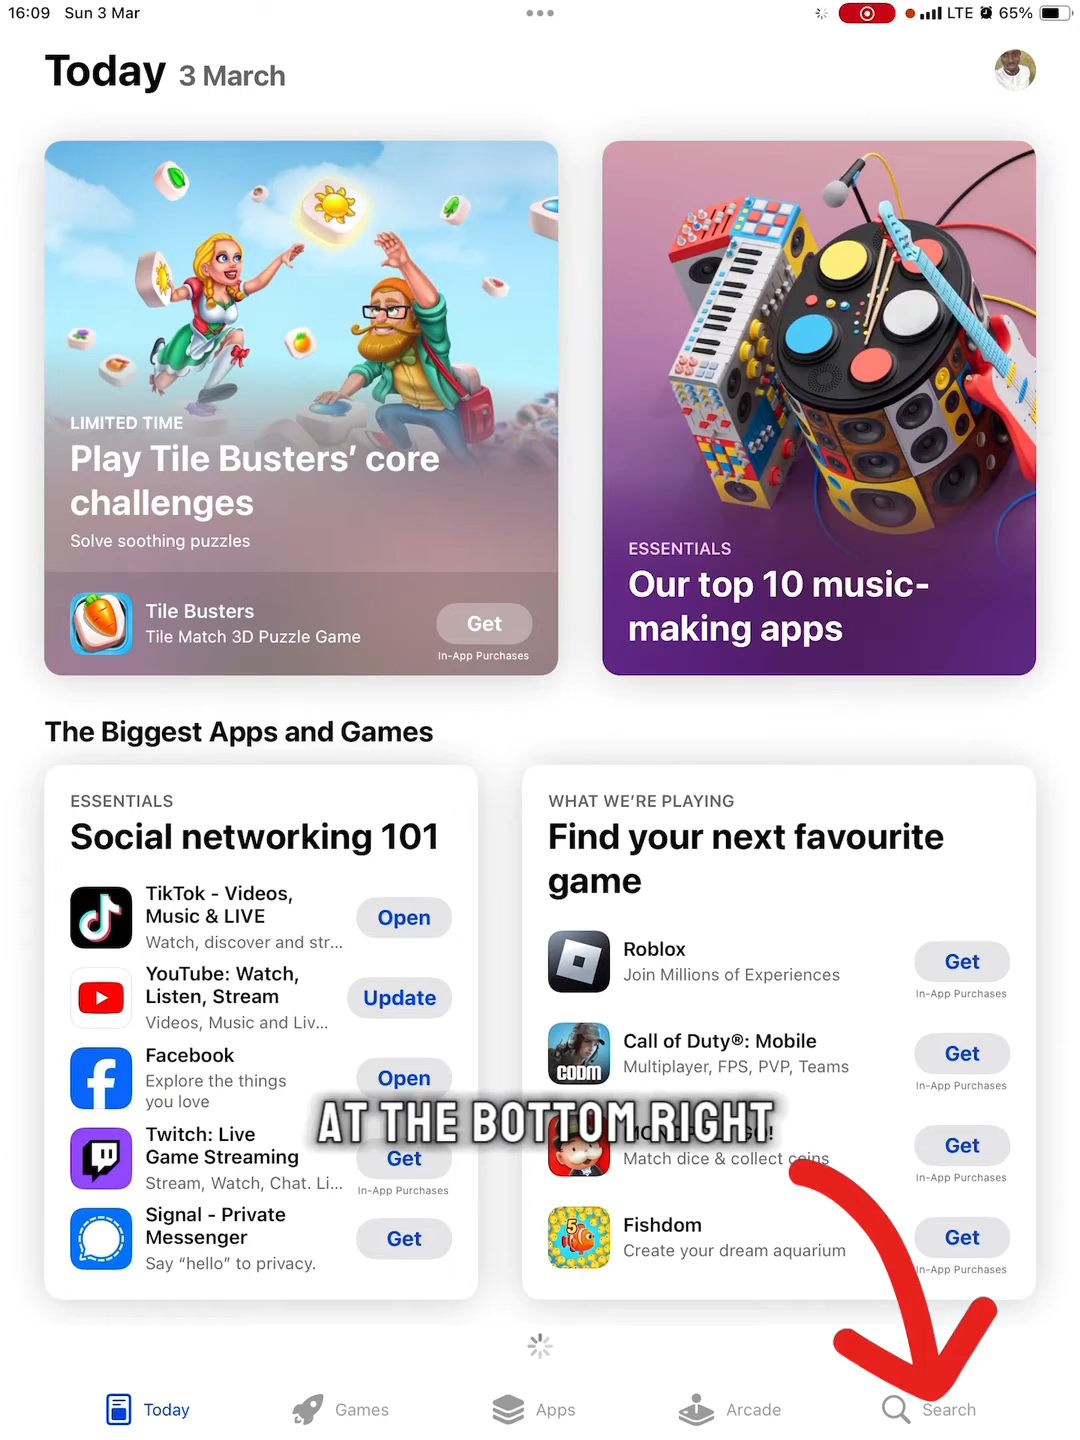 16:09 Sun 3 Mar
LTE 65%
Today 3 March
LIMITED TIME
Play Tile Busters’ core
challenges
Solve soothing puzzles
Tile Busters
Tile Match 3D Puzzle Game
Get
In-App Purchases
ESSENTIALS
Our top 10 music-
making apps
The Biggest Apps and Games
ESSENTIALS
Social networking 101
TikTok - Videos,
Music & LIVE
Watch, discover and str...
Open
YouTube: Watch,
Listen, Stream
Videos, Music and Liv...
Update
Facebook
Explore the things
you love
Open
Twitch: Live
Game Streaming
Stream, Watch, Chat. Li...
Get
In-App Purchases
Signal - Private
Messenger
Say “hello” to privacy.
Get
WHAT WE’RE PLAYING
Find your next favourite
game
Roblox
Join Millions of Experiences
Get
In-App Purchases
CODM
Call of Duty®: Mobile
Multiplayer, FPS, PVP, Teams
Get
In-App Purchases
Match dice & collect coins
Get
In-App Purchases
5
Fishdom
Create your dream aquarium
Get
In-App Purchases
AT THE BOTTOM RIGHT
Today
Games
Apps
Arcade
Search